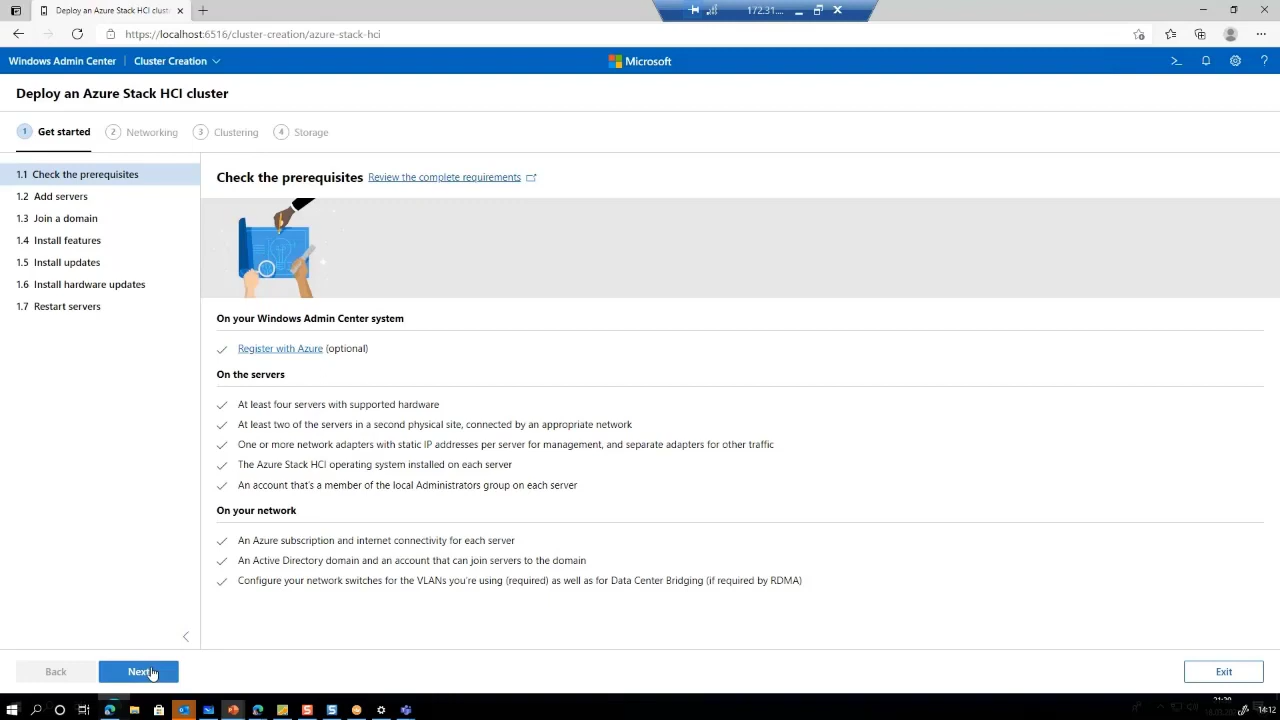 Deploy an Azure Stack HCI clust
172.31....
https://localhost:6516/cluster-creation/azure-stack-hci
Windows Admin Center
Cluster Creation
Microsoft
Deploy an Azure Stack HCI cluster
1 Get started
2 Networking
3 Clustering
4 Storage
1.1 Check the prerequisites
1.2 Add servers
1.3 Join a domain
1.4 Install features
1.5 Install updates
1.6 Install hardware updates
1.7 Restart servers
Check the prerequisites Review the complete requirements
On your Windows Admin Center system
Register with Azure (optional)
On the servers
At least four servers with supported hardware
At least two of the servers in a second physical site, connected by an appropriate network
One or more network adapters with static IP addresses per server for management, and separate adapters for other traffic
The Azure Stack HCI operating system installed on each server
An account that's a member of the local Administrators group on each server
On your network
An Azure subscription and internet connectivity for each server
An Active Directory domain and an account that can join servers to the domain
Configure your network switches for the VLANs you're using (required) as well as for Data Center Bridging (if required by RDMA)
Back
Next
Exit
14:12